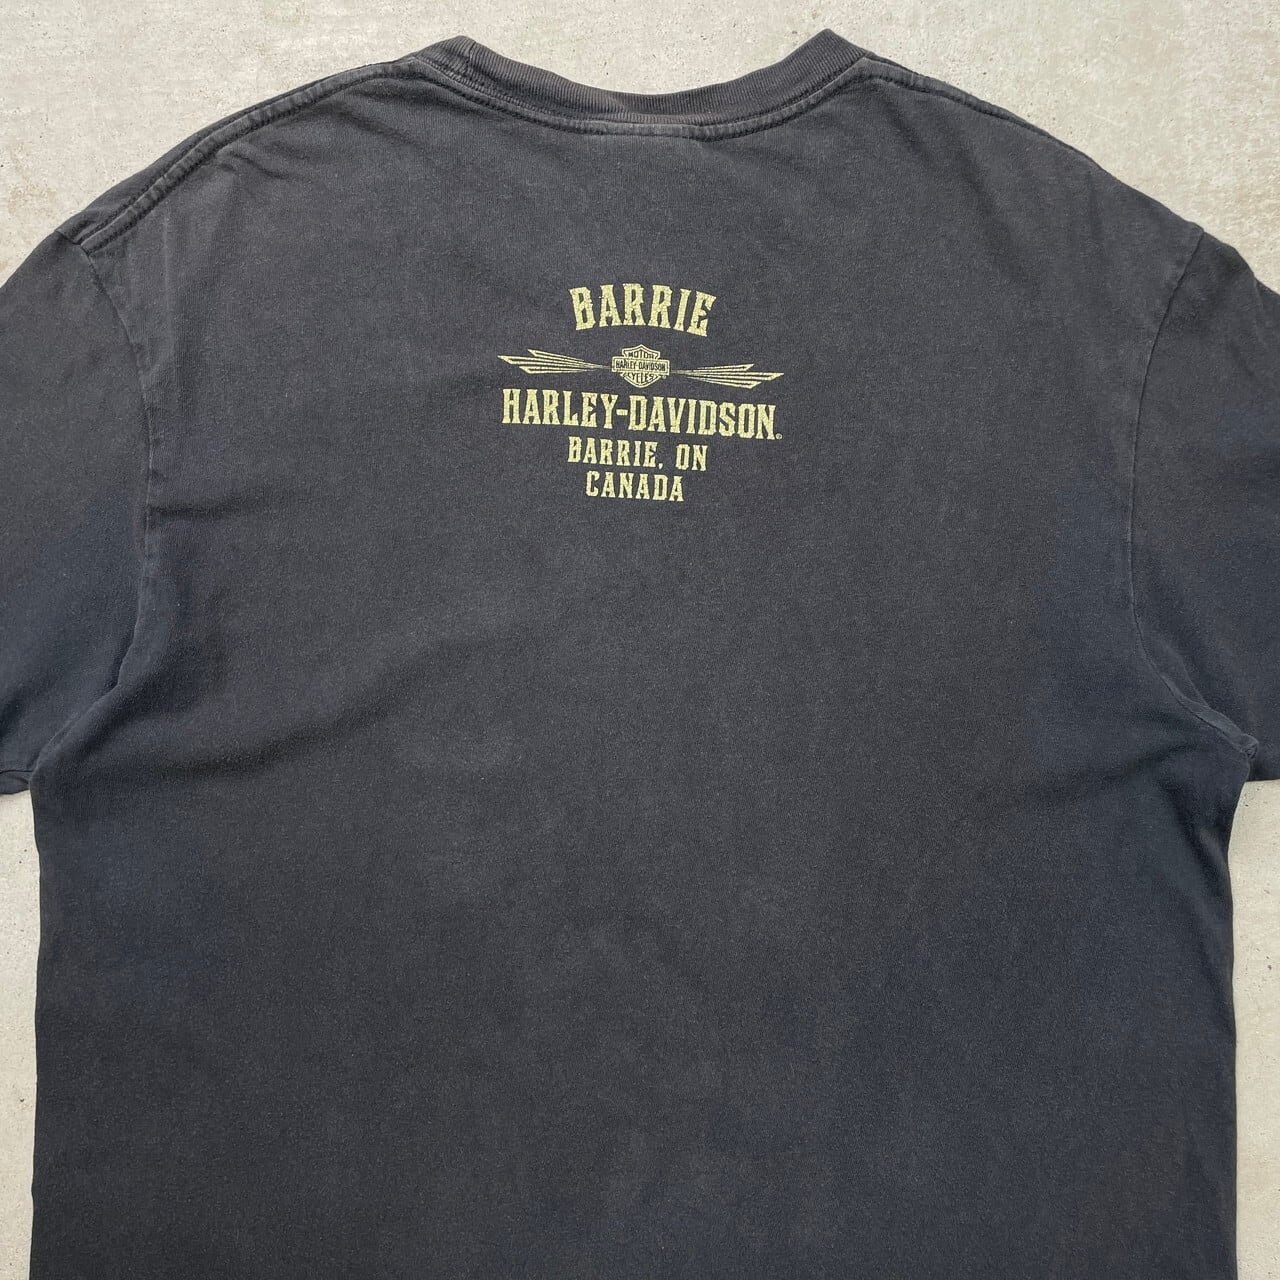 BARRIE
MOTOR
HARLEY-DAVIDSON
CYCLES
HARLEY-DAVIDSON®
BARRIE, ON
CANADA